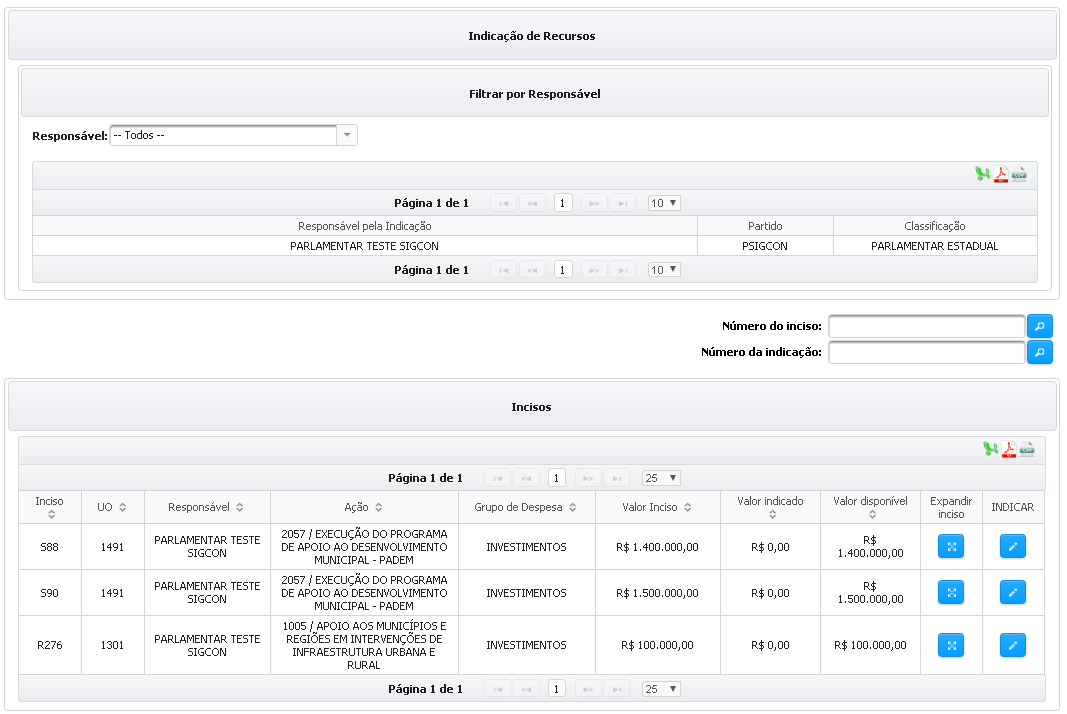 Indicação de Recursos
Filtrar por Responsável
Responsável: -- Todos --
Página 1 de 1 1 10
Responsável pela Indicação Partido Classificação
PARLAMENTAR TESTE SIGCON PSIGCON PARLAMENTAR ESTADUAL
Página 1 de 1 1 10
Número do inciso:
Número da indicação:
Incisos
Página 1 de 1 1 25
Inciso UO Responsável Ação Grupo de Despesa Valor Inciso Valor indicado Valor disponível Expandir inciso INDICAR
S88 1491 PARLAMENTAR TESTE SIGCON 2057 / EXECUÇÃO DO PROGRAMA DE APOIO AO DESENVOLVIMENTO MUNICIPAL - PADEM INVESTIMENTOS R$ 1.400.000,00 R$ 0,00 R$ 1.400.000,00
S90 1491 PARLAMENTAR TESTE SIGCON 2057 / EXECUÇÃO DO PROGRAMA DE APOIO AO DESENVOLVIMENTO MUNICIPAL - PADEM INVESTIMENTOS R$ 1.500.000,00 R$ 0,00 R$ 1.500.000,00
R276 1301 PARLAMENTAR TESTE SIGCON 1005 / APOIO AOS MUNICÍPIOS E REGIÕES EM INTERVENÇÕES DE INFRAESTRUTURA URBANA E RURAL INVESTIMENTOS R$ 100.000,00 R$ 0,00 R$ 100.000,00
Página 1 de 1 1 25